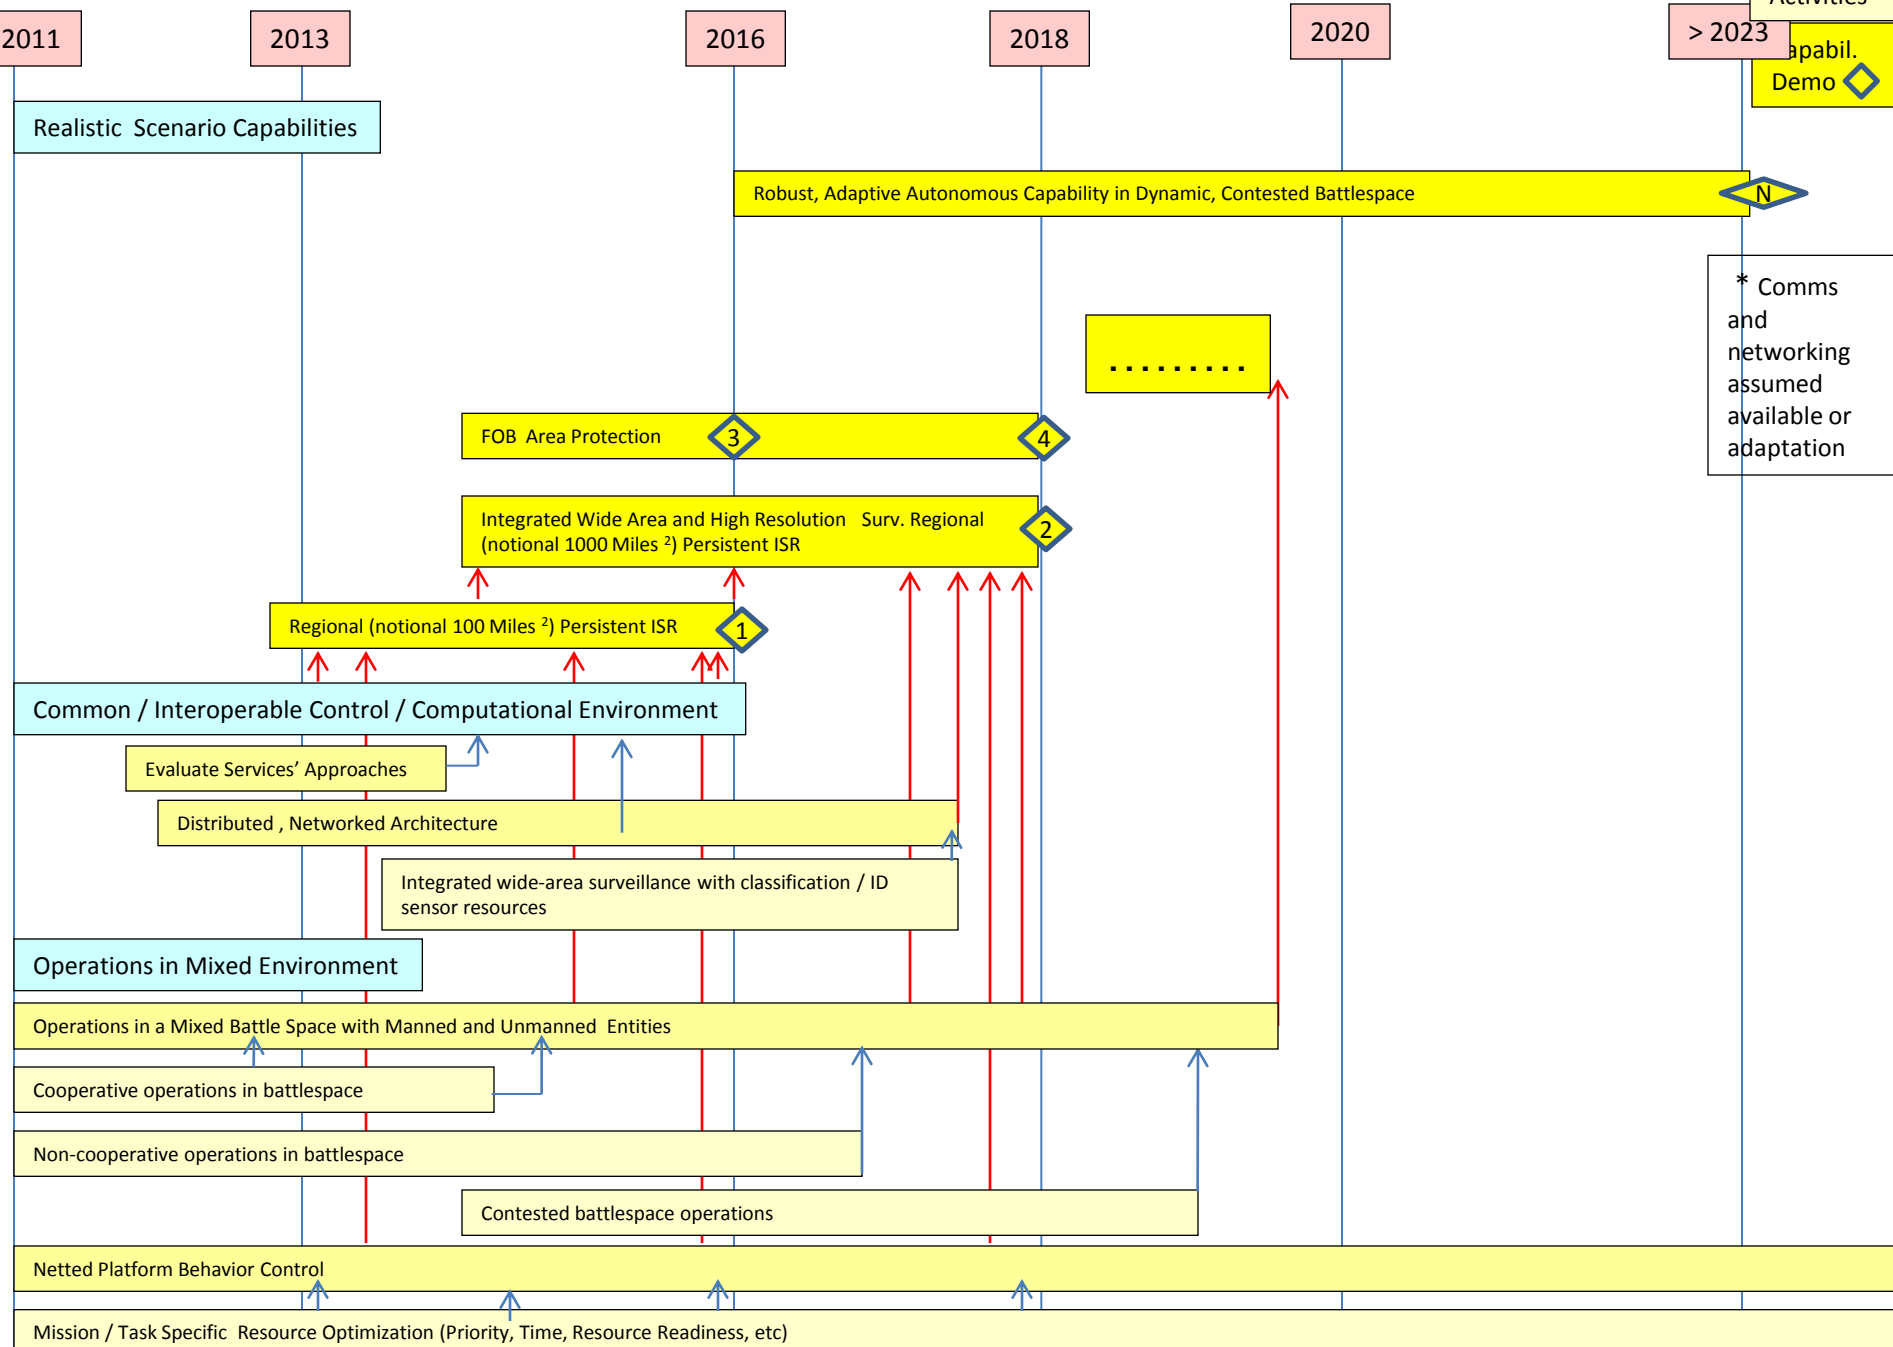 Activities
2011
2013
2016
2018
2020
> 2023
apabil.
Demo
Realistic Scenario Capabilities
Robust, Adaptive Autonomous Capability in Dynamic, Contested Battlespace
N
* Comms
and
networking
assumed
available or
adaptation
.........
FOB Area Protection
3
4
Integrated Wide Area and High Resolution Surv. Regional
(notional 1000 Miles ²) Persistent ISR
2
Regional (notional 100 Miles ²) Persistent ISR
1
Common / Interoperable Control / Computational Environment
Evaluate Services’ Approaches
Distributed , Networked Architecture
Integrated wide-area surveillance with classification / ID
sensor resources
Operations in Mixed Environment
Operations in a Mixed Battle Space with Manned and Unmanned Entities
Cooperative operations in battlespace
Non-cooperative operations in battlespace
Contested battlespace operations
Netted Platform Behavior Control
Mission / Task Specific Resource Optimization (Priority, Time, Resource Readiness, etc)